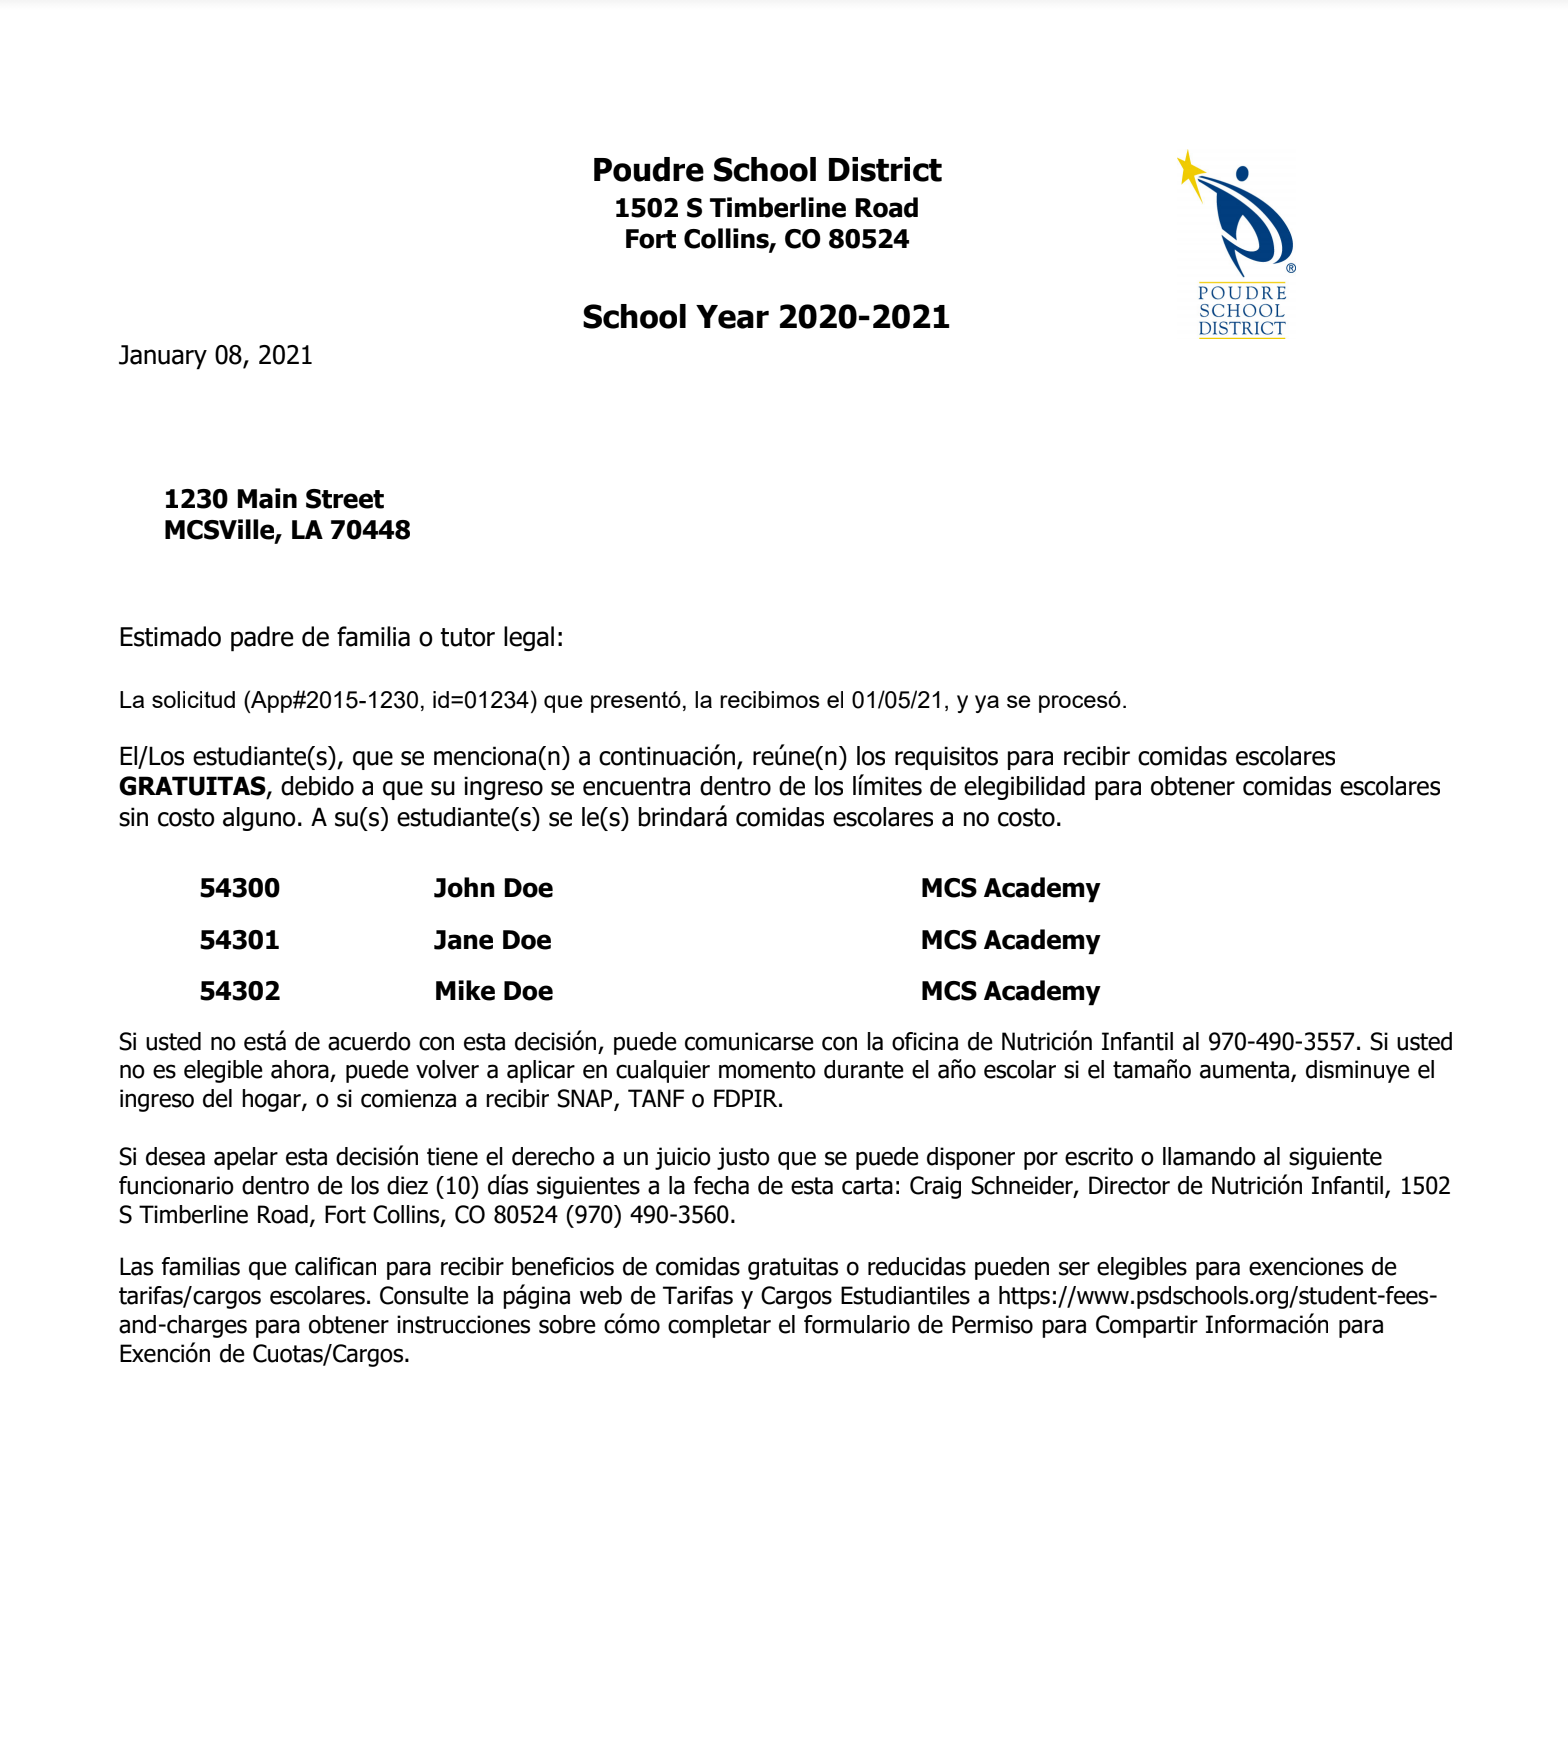 Poudre School District
1502 S Timberline Road
Fort Collins, CO 80524
®
POUDRE
SCHOOL
DISTRICT
School Year 2020-2021
January 08, 2021
1230 Main Street
MCSVille, LA 70448
Estimado padre de familia o tutor legal:
La solicitud (App#2015-1230, id=01234) que presentó, la recibimos el 01/05/21, y ya se procesó.
El/Los estudiante(s), que se menciona(n) a continuación, reúne(n) los requisitos para recibir comidas escolares
GRATUITAS, debido a que su ingreso se encuentra dentro de los límites de elegibilidad para obtener comidas escolares
sin costo alguno. A su(s) estudiante(s) se le(s) brindará comidas escolares a no costo.
54300 John Doe MCS Academy
54301 Jane Doe MCS Academy
54302 Mike Doe MCS Academy
Si usted no está de acuerdo con esta decisión, puede comunicarse con la oficina de Nutrición Infantil al 970-490-3557. Si usted
no es elegible ahora, puede volver a aplicar en cualquier momento durante el año escolar si el tamaño aumenta, disminuye el
ingreso del hogar, o si comienza a recibir SNAP, TANF o FDPIR.
Si desea apelar esta decisión tiene el derecho a un juicio justo que se puede disponer por escrito o llamando al siguiente
funcionario dentro de los diez (10) días siguientes a la fecha de esta carta: Craig Schneider, Director de Nutrición Infantil, 1502
S Timberline Road, Fort Collins, CO 80524 (970) 490-3560.
Las familias que califican para recibir beneficios de comidas gratuitas o reducidas pueden ser elegibles para exenciones de
tarifas/cargos escolares. Consulte la página web de Tarifas y Cargos Estudiantiles a https://www.psdschools.org/student-fees-
and-charges para obtener instrucciones sobre cómo completar el formulario de Permiso para Compartir Información para
Exención de Cuotas/Cargos.